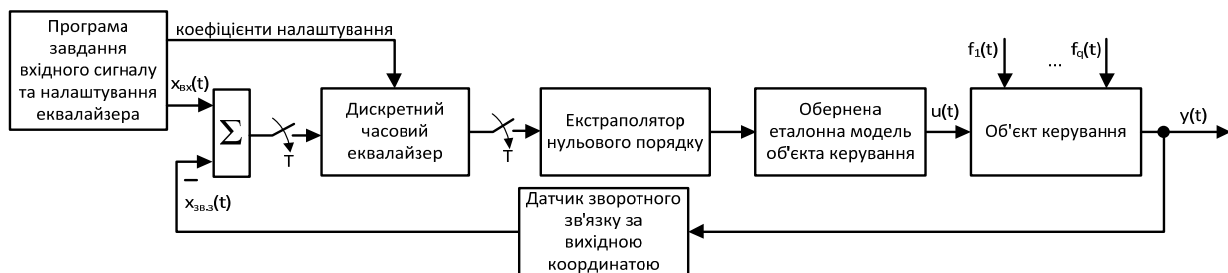 Програма
завдання
вхідного сигналу
та налаштування
еквалайзера
коефіцієнти налаштування
xвх(t)
Σ
T
Дискретний
часовий
еквалайзер
T
Екстраполятор
нульового порядку
Обернена
еталонна модель
об'єкта керування
u(t)
f1(t)
...
fq(t)
Об'єкт керування
y(t)
–
xзв.з(t)
Датчик зворотного
зв'язку за
вихідною
координатою